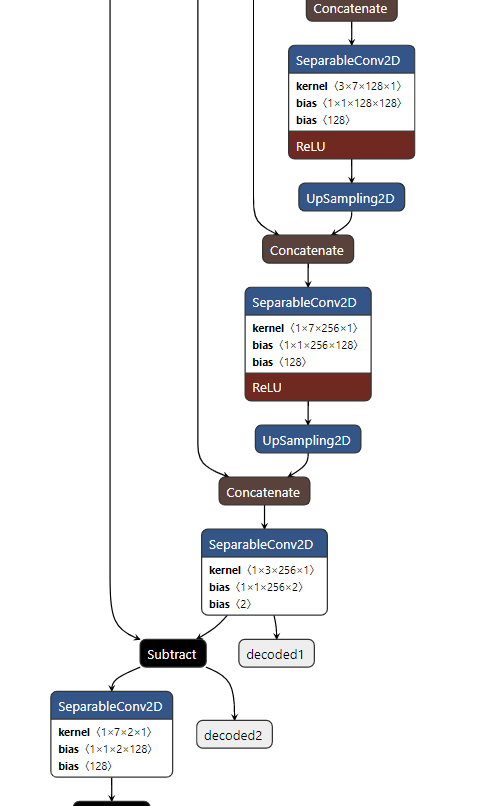 Concatenate
SeparableConv2D
kernel ⟨3×7×128×1⟩
bias ⟨1×1×128×128⟩
bias ⟨128⟩
ReLU
UpSampling2D
Concatenate
SeparableConv2D
kernel ⟨1×7×256×1⟩
bias ⟨1×1×256×128⟩
bias ⟨128⟩
ReLU
UpSampling2D
Concatenate
SeparableConv2D
kernel ⟨1×3×256×1⟩
bias ⟨1×1×256×2⟩
bias ⟨2⟩
Subtract
decoded1
SeparableConv2D
kernel ⟨1×7×2×1⟩
bias ⟨1×1×2×128⟩
bias ⟨128⟩
decoded2